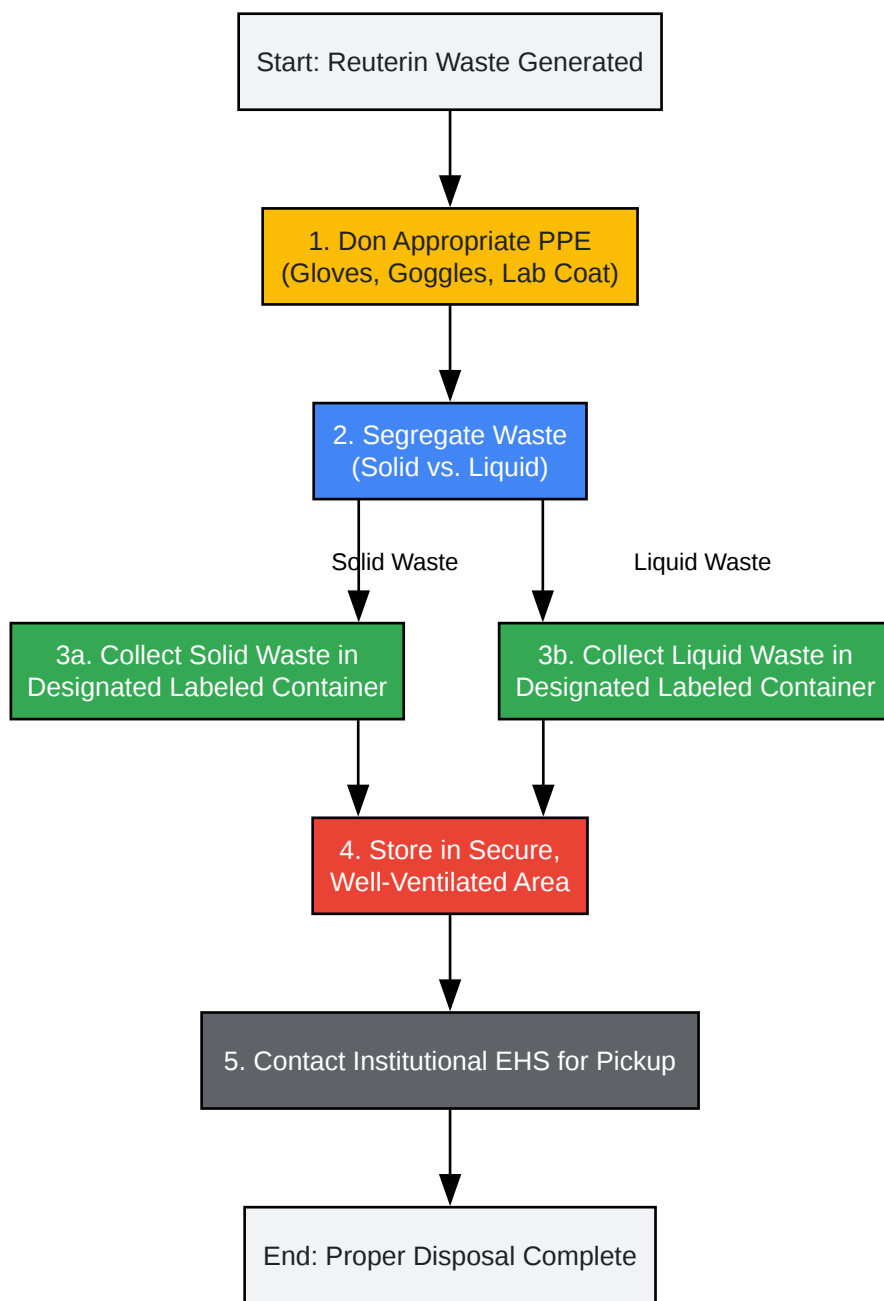 Start: Reuterin Waste Generated
1. Don Appropriate PPE
(Gloves, Goggles, Lab Coat)
2. Segregate Waste
(Solid vs. Liquid)
Solid Waste
Liquid Waste
3a. Collect Solid Waste in
Designated Labeled Container
3b. Collect Liquid Waste in
Designated Labeled Container
4. Store in Secure,
Well-Ventilated Area
5. Contact Institutional EHS for Pickup
End: Proper Disposal Complete